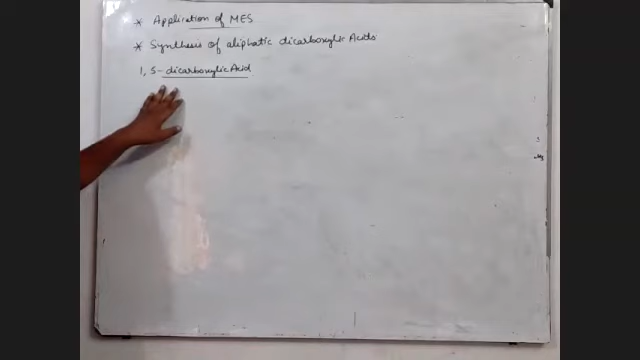 * Application of MES
* Synthesis of aliphatic dicarboxylic Acids
1, 5- dicarboxylic Acid